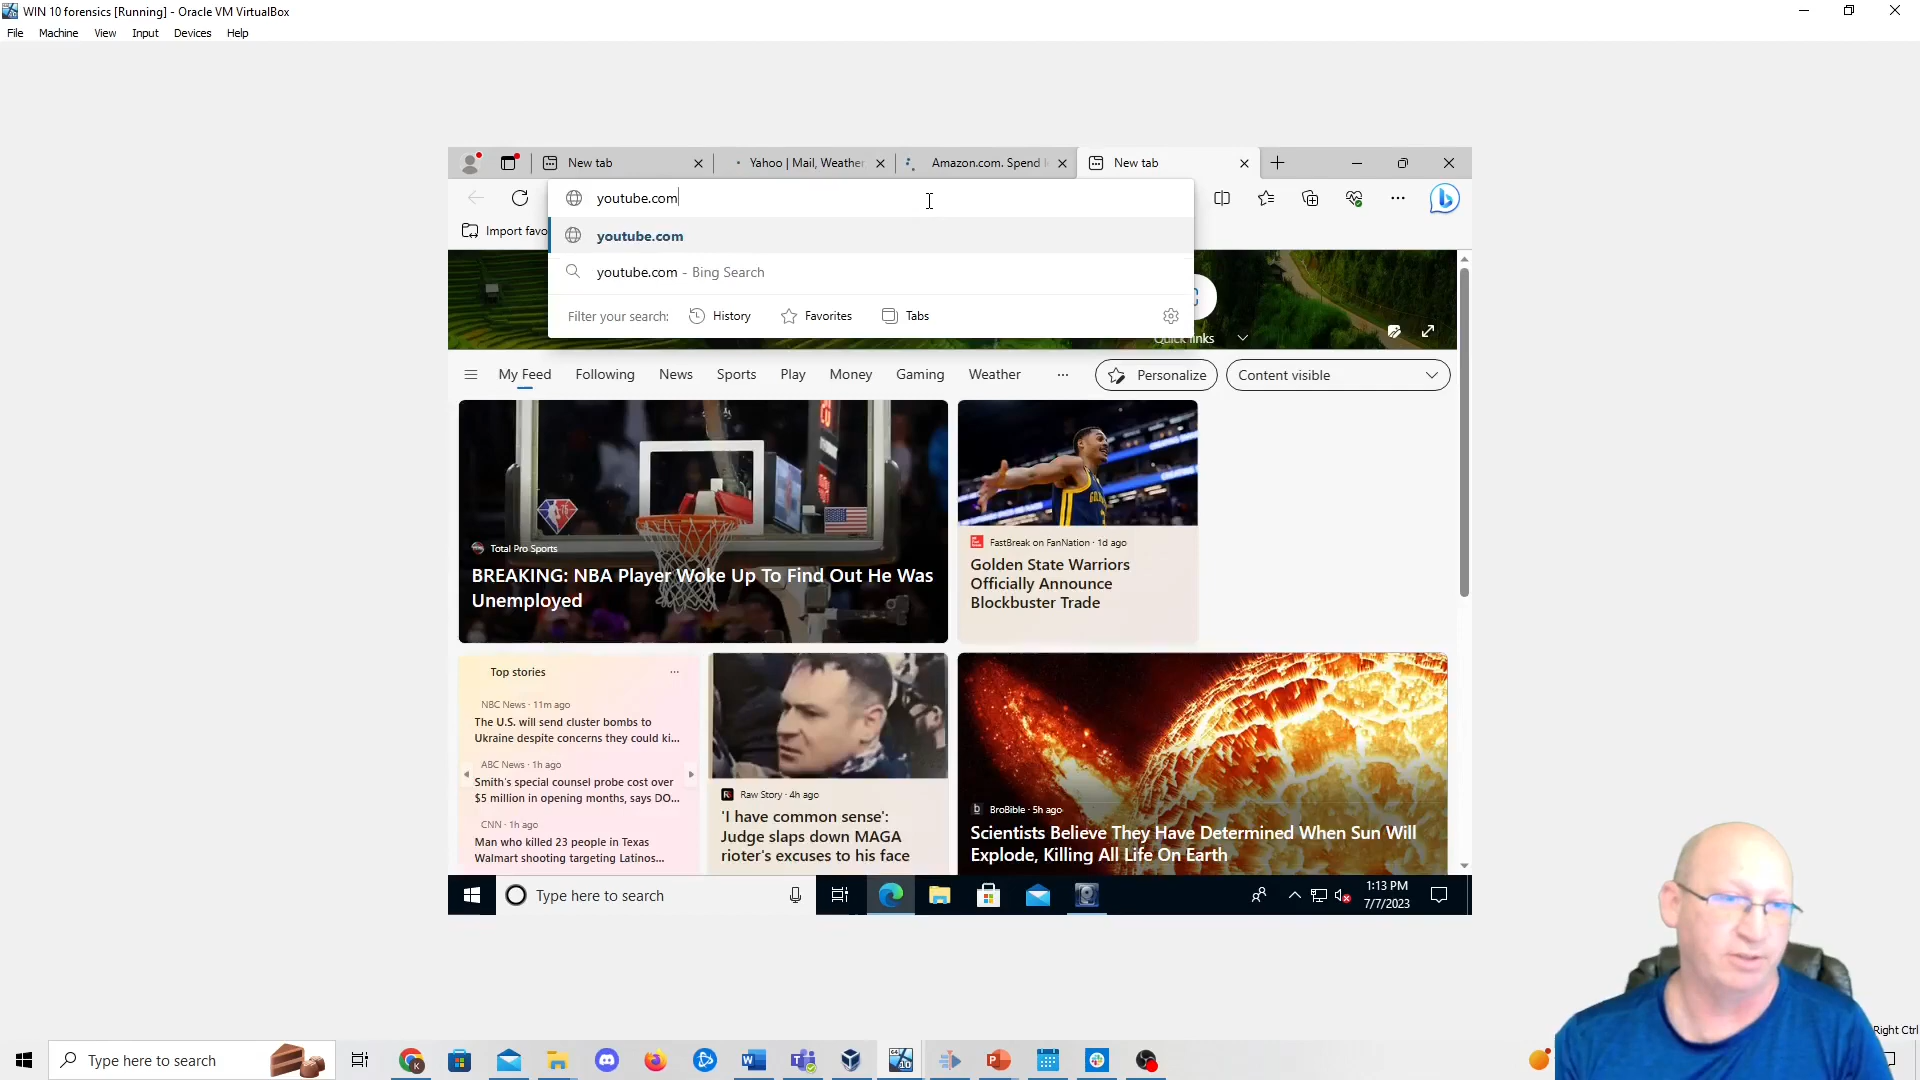 WIN 10 forensics [Running] - Oracle VM VirtualBox
File Machine View Input Devices Help
New tab
Yahoo | Mail, Weather
Amazon.com. Spend
New tab
youtube.com
Import favo
youtube.com
youtube.com - Bing Search
Filter your search: History Favorites Tabs
Quick links
My Feed Following News Sports Play Money Gaming Weather ... Personalize Content visible
Total Pro Sports
BREAKING: NBA Player Woke Up To Find Out He Was
Unemployed
FastBreak on FanNation · 1d ago
Golden State Warriors
Officially Announce
Blockbuster Trade
Top stories
NBC News · 11m ago
The U.S. will send cluster bombs to
Ukraine despite concerns they could ki...
ABC News · 1h ago
Smith's special counsel probe cost over
$5 million in opening months, says DO...
CNN · 1h ago
Man who killed 23 people in Texas
Walmart shooting targeting Latinos...
Raw Story · 4h ago
'I have common sense':
Judge slaps down MAGA
rioter's excuses to his face
BroBible · 5h ago
Scientists Believe They Have Determined When Sun Will
Explode, Killing All Life On Earth
Type here to search
1:13 PM
7/7/2023
Right Ctrl
Type here to search